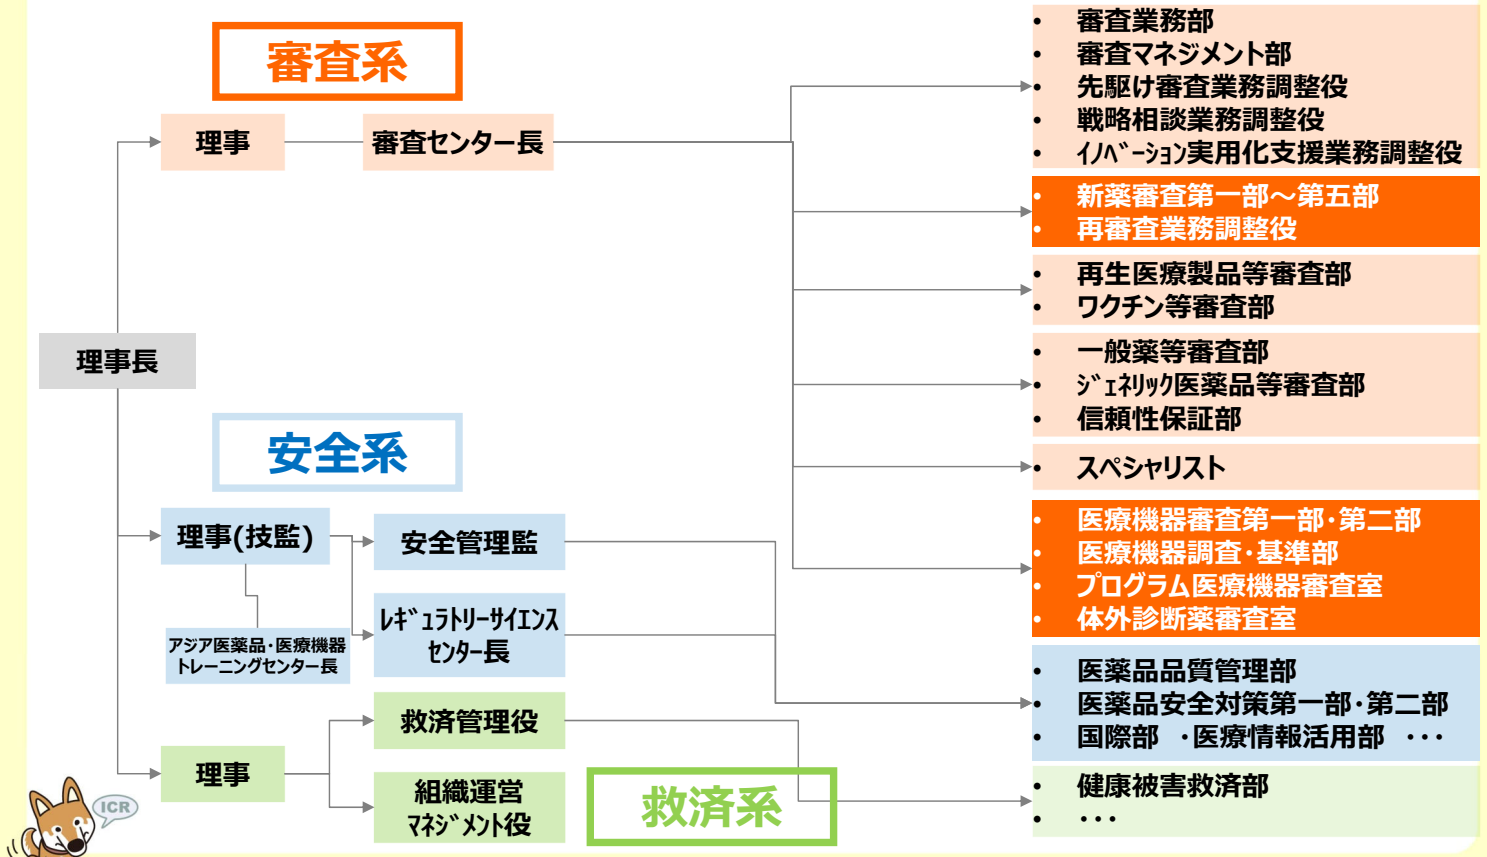 審査系
理事
審査センター長
• 審査業務部
• 審査マネジメント部
• 先駆け審査業務調整役
• 戦略相談業務調整役
• イノベーション実用化支援業務調整役
• 新薬審査第一部～第五部
• 再審査業務調整役
• 再生医療製品等審査部
• ワクチン等審査部
• 一般薬等審査部
• ジェネリック医薬品等審査部
• 信頼性保証部
• スペシャリスト
• 医療機器審査第一部・第二部
• 医療機器調査・基準部
• プログラム医療機器審査室
• 体外診断薬審査室
理事長
安全系
理事(技監)
安全管理監
アジア医薬品・医療機器
トレーニングセンター長
レギュラトリーサイエンス
センター長
• 医薬品品質管理部
• 医薬品安全対策第一部・第二部
• 国際部 ・医療情報活用部 ・・・
理事
救済管理役
組織運営
マネジメント役
救済系
• 健康被害救済部
• ・・・
ICR